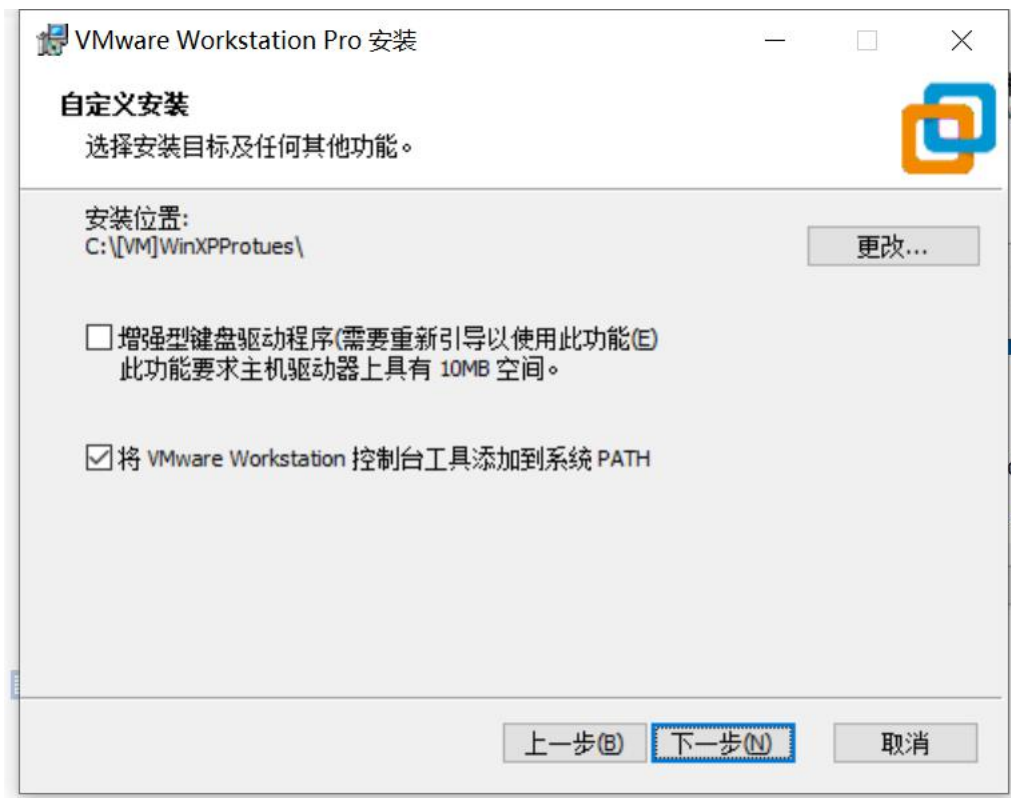 VMware Workstation Pro 安装
自定义安装
选择安装目标及任何其他功能。
安装位置:
C:\[VM]WinXPProtues\
更改...
增强型键盘驱动程序(需要重新引导以使用此功能(E)
此功能要求主机驱动器上具有 10MB 空间。
将 VMware Workstation 控制台工具添加到系统 PATH
上一步(B)
下一步(N)
取消